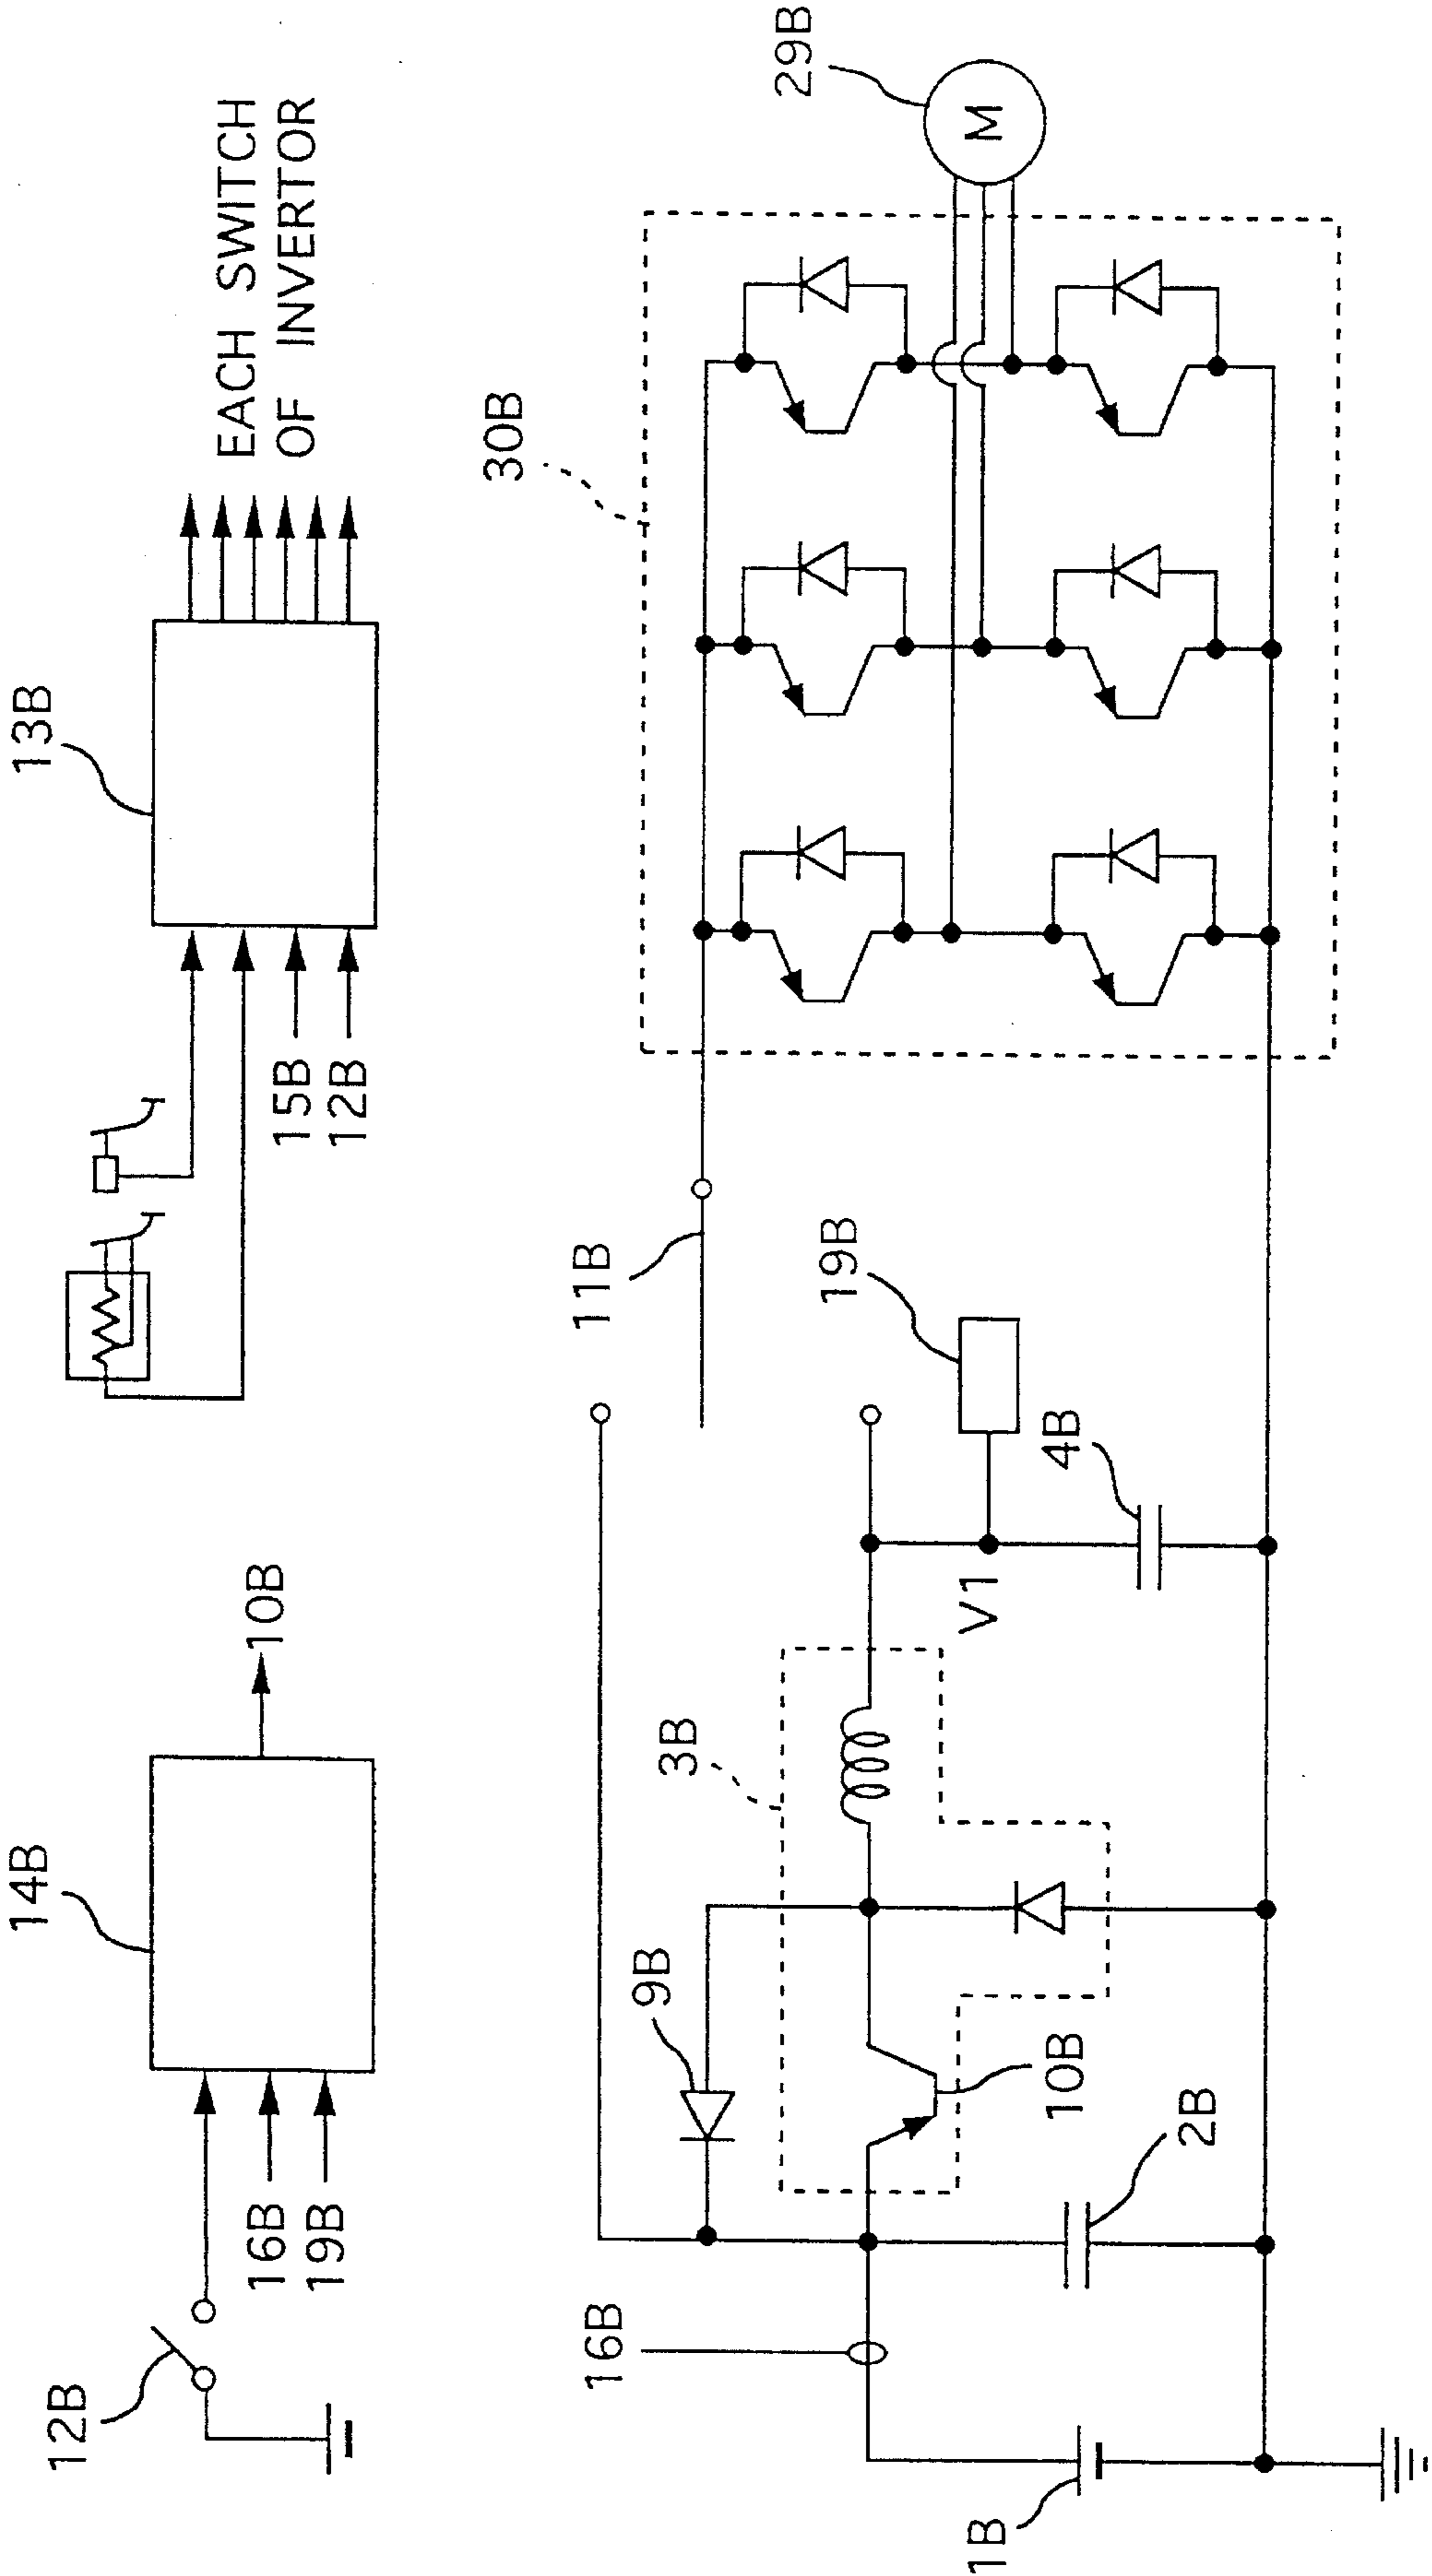 14B
12B
16B
19B
10B
13B
15B
12B
EACH SWITCH
OF INVERTOR
16B
1B
2B
9B
10B
3B
V1
4B
19B
11B
30B
29B
M